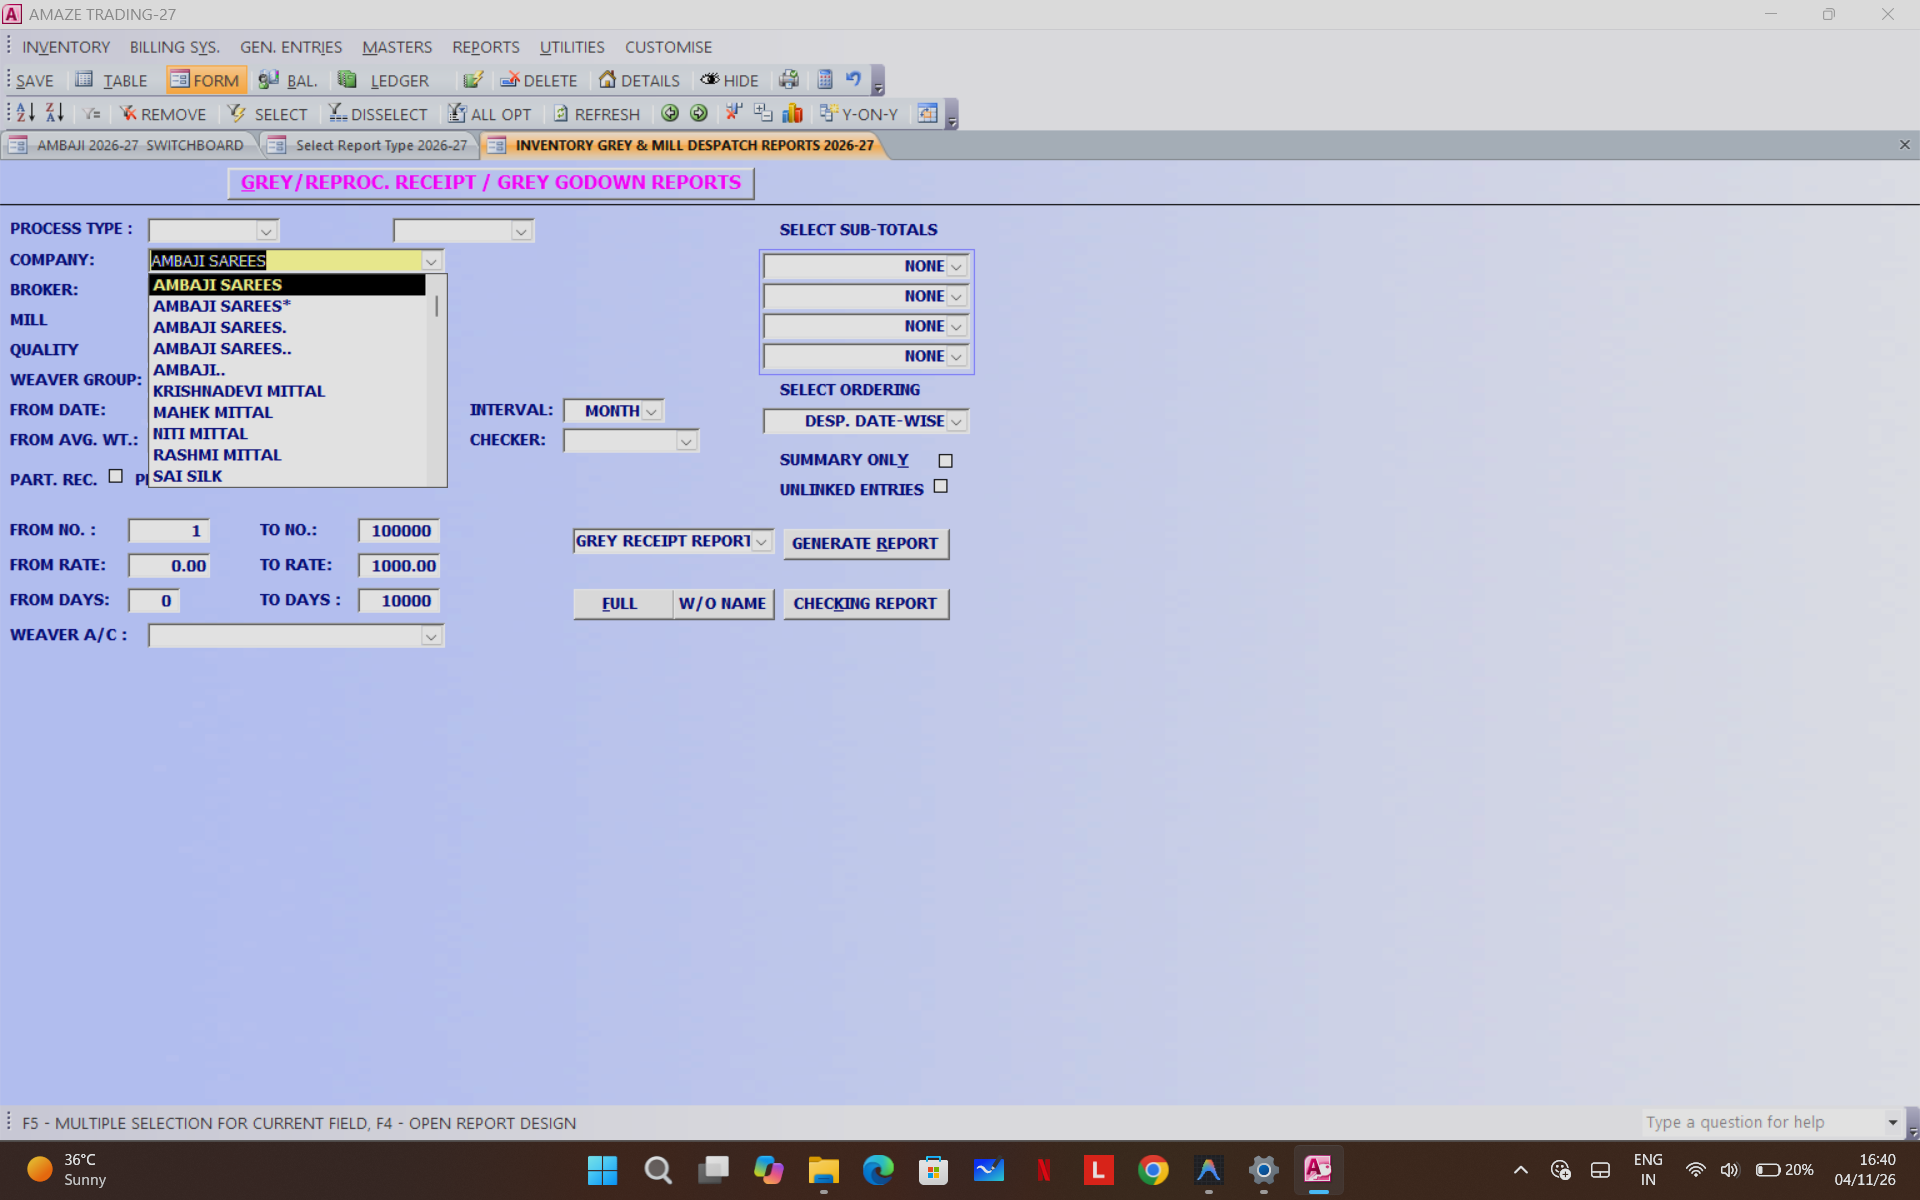 AMAZE TRADING-27
INVENTORY BILLING SYS. GEN. ENTRIES MASTERS REPORTS UTILITIES CUSTOMISE
SAVE TABLE FORM BAL. LEDGER DELETE DETAILS HIDE
REMOVE SELECT DISSELECT ALL OPT REFRESH Y-ON-Y
AMBAJI 2026-27 SWITCHBOARD Select Report Type 2026-27 INVENTORY GREY & MILL DESPATCH REPORTS 2026-27
GREY/REPROC. RECEIPT / GREY GODOWN REPORTS
PROCESS TYPE : SELECT SUB-TOTALS
COMPANY: AMBAJI SAREES NONE
AMBAJI SAREES
BROKER: NONE
AMBAJI SAREES*
MILL AMBAJI SAREES. NONE
QUALITY AMBAJI SAREES.. NONE
AMBAJI..
WEAVER GROUP: KRISHNADEVI MITTAL SELECT ORDERING
FROM DATE: MAHEK MITTAL INTERVAL: MONTH DESP. DATE-WISE
FROM AVG. WT.: NITI MITTAL CHECKER:
RASHMI MITTAL SUMMARY ONLY
PART. REC. SAI SILK UNLINKED ENTRIES
FROM NO. : 1 TO NO.: 100000 GREY RECEIPT REPORT GENERATE REPORT
FROM RATE: 0.00 TO RATE: 1000.00
FROM DAYS: 0 TO DAYS : 10000 FULL W/O NAME CHECKING REPORT
WEAVER A/C :
F5 - MULTIPLE SELECTION FOR CURRENT FIELD, F4 - OPEN REPORT DESIGN Type a question for help
36°C
Sunny
ENG
IN
20%
16:40
04/11/26